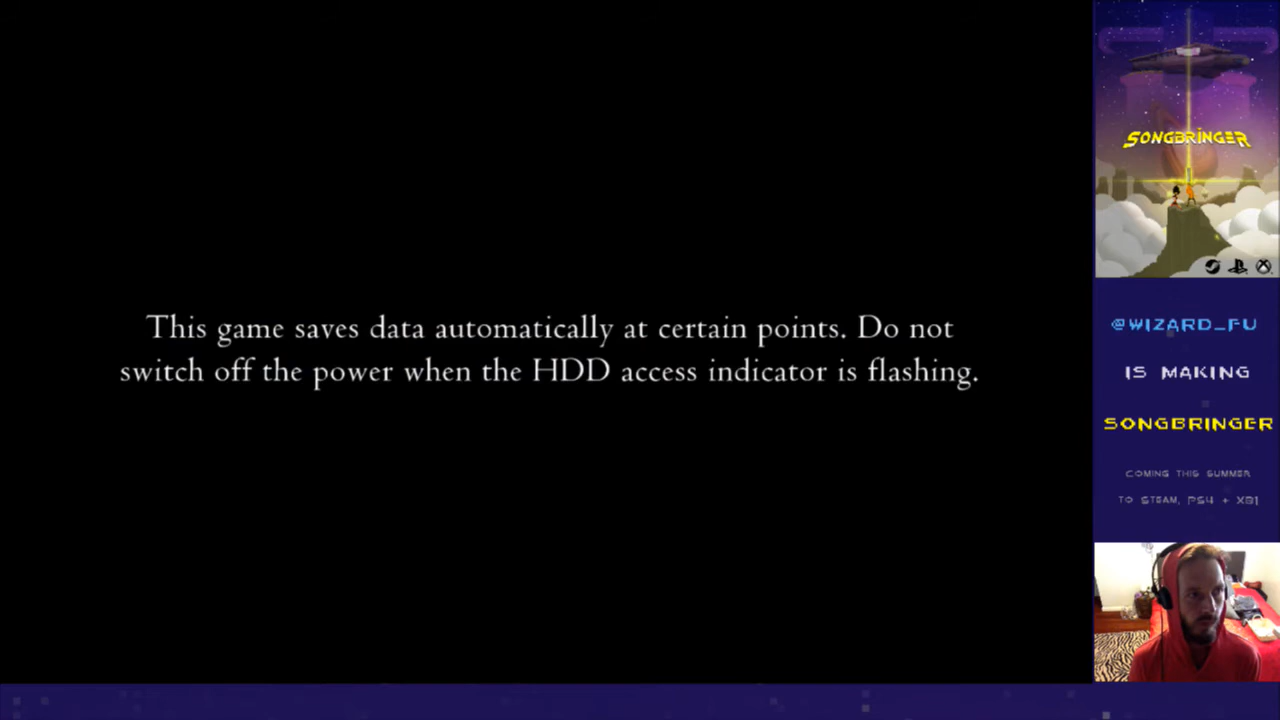 This game saves data automatically at certain points. Do not
switch off the power when the HDD access indicator is flashing.
SONGBRINGER
@WIZARD_FU
IS MAKING
SONGBRINGER
COMING THIS SUMMER
TO STEAM, PS4 + XB1